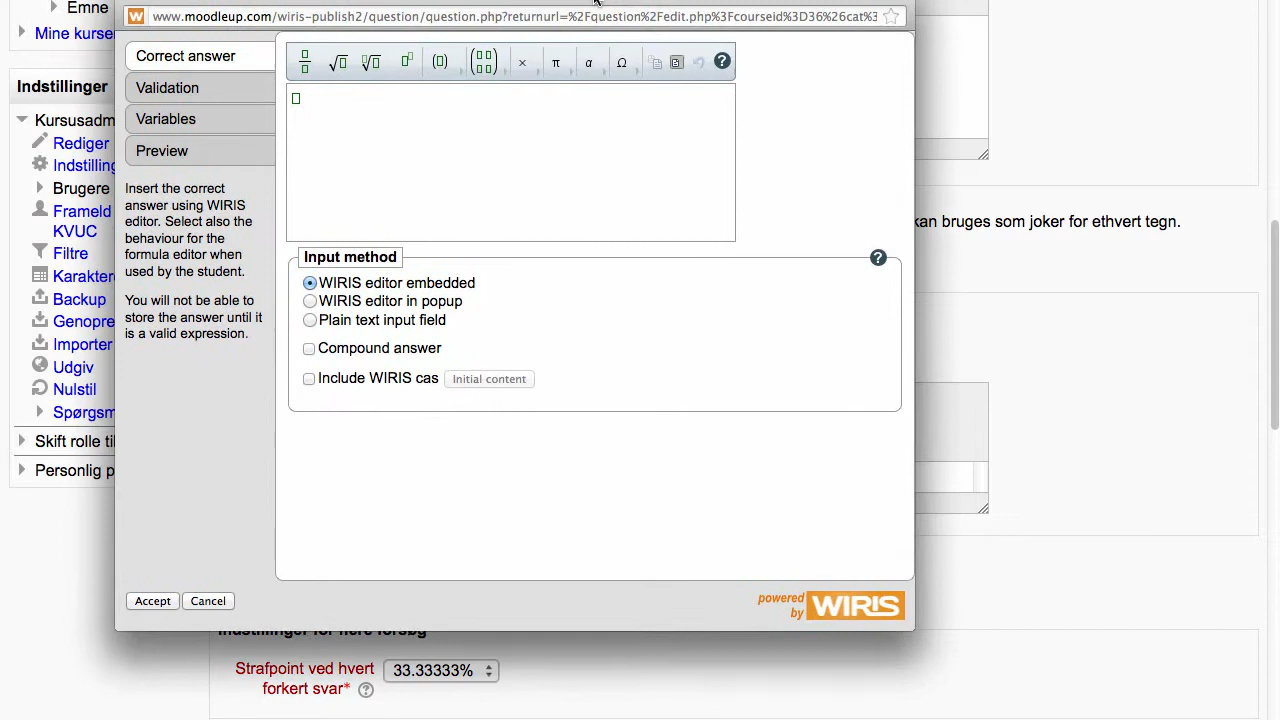 www.moodleup.com/wiris-publish2/question/question.php?returnurl=%2Fquestion%2Fedit.php%3Fcourseid%3D36%26cat%3
Emne
Mine kurser
Indstillinger
Kursusadm
Rediger
Indstilling
Brugere
Frameld
KVUC
Filtre
Karakter
Backup
Genopre
Importer
Udgiv
Nulstil
Spørgsm
Skift rolle til
Personlig p
Correct answer
Validation
Variables
Preview
Insert the correct
answer using WIRIS
editor. Select also the
behaviour for the
formula editor when
used by the student.
You will not be able to
store the answer until it
is a valid expression.
× π α Ω ?
Input method
?
WIRIS editor embedded
WIRIS editor in popup
Plain text input field
Compound answer
Include WIRIS cas Initial content
Accept Cancel
powered
by WIRIS
kan bruges som joker for ethvert tegn.
Indstillinger for flere forsøg
Strafpoint ved hvert
forkert svar* ?
33.33333%